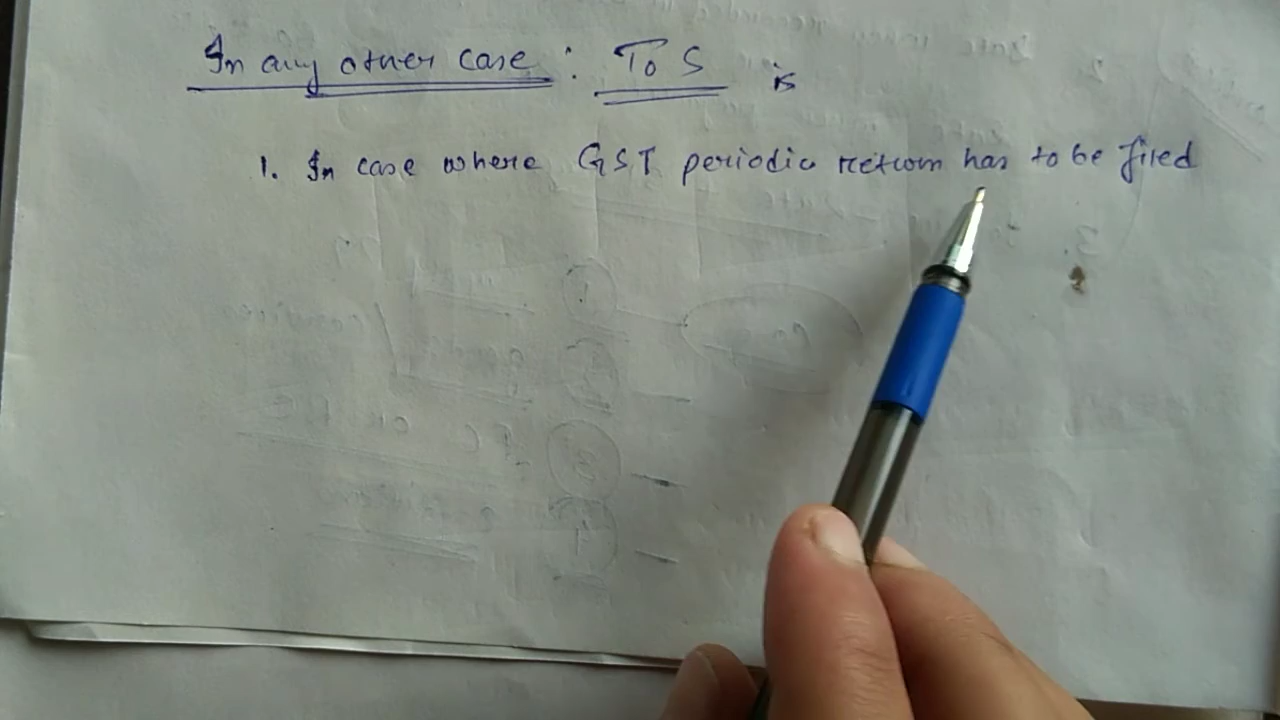 In any other case : ToS is
1. In case where GST periodic return has to be filed